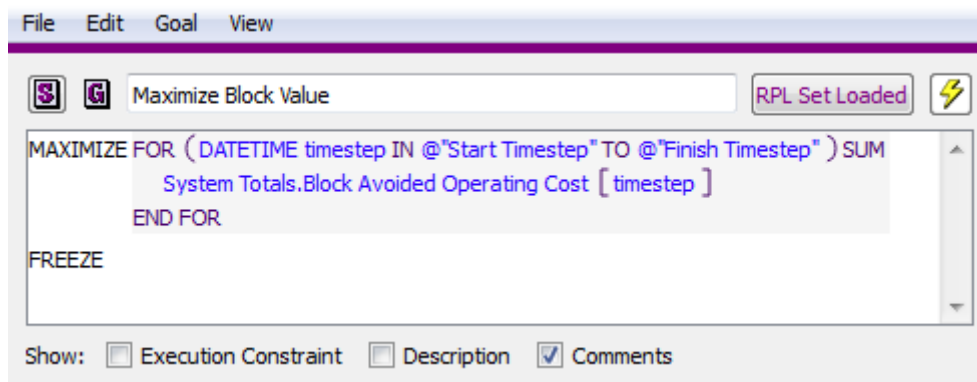 File Edit Goal View
S G Maximize Block Value RPL Set Loaded
MAXIMIZE FOR ( DATETIME timestep IN @"Start Timestep" TO @"Finish Timestep" ) SUM
System Totals.Block Avoided Operating Cost [ timestep ]
END FOR
FREEZE
Show: Execution Constraint Description Comments